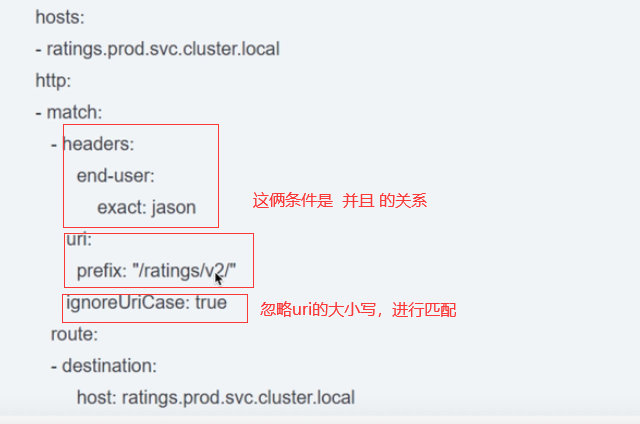 hosts:
- ratings.prod.svc.cluster.local
http:
- match:
- headers:
end-user:
exact: jason
这俩条件是 并且 的关系
uri:
prefix: "/ratings/v2/"
ignoreUriCase: true
忽略uri的大小写，进行匹配
route:
- destination:
host: ratings.prod.svc.cluster.local